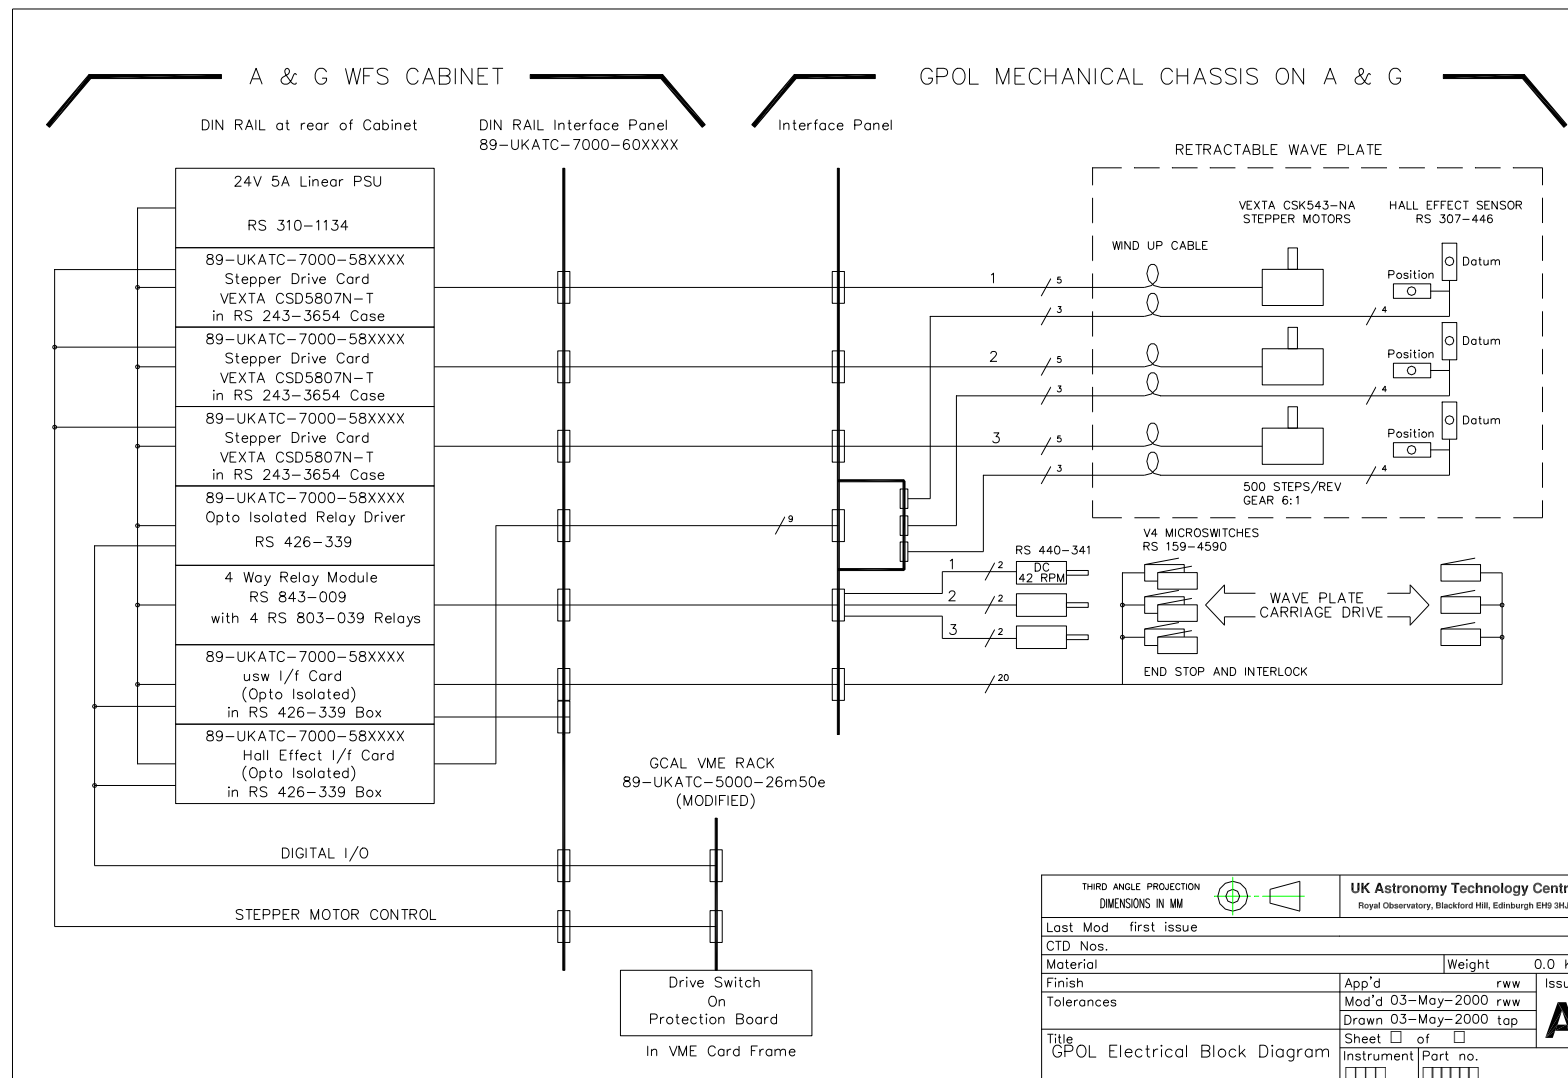 A & G WFS CABINET
GPOL MECHANICAL CHASSIS ON A & G
DIN RAIL at rear of Cabinet
DIN RAIL Interface Panel
89-UKATC-7000-60XXXX
Interface Panel
RETRACTABLE WAVE PLATE
24V 5A Linear PSU
RS 310-1134
89-UKATC-7000-58XXXX
Stepper Drive Card
VEXTA CSD5807N-T
in RS 243-3654 Case
89-UKATC-7000-58XXXX
Stepper Drive Card
VEXTA CSD5807N-T
in RS 243-3654 Case
89-UKATC-7000-58XXXX
Stepper Drive Card
VEXTA CSD5807N-T
in RS 243-3654 Case
89-UKATC-7000-58XXXX
Opto Isolated Relay Driver
RS 426-339
4 Way Relay Module
RS 843-009
with 4 RS 803-039 Relays
89-UKATC-7000-58XXXX
usw I/f Card
(Opto Isolated)
in RS 426-339 Box
89-UKATC-7000-58XXXX
Hall Effect I/f Card
(Opto Isolated)
in RS 426-339 Box
DIGITAL I/O
STEPPER MOTOR CONTROL
GCAL VME RACK
89-UKATC-5000-26m50e
(MODIFIED)
Drive Switch
On
Protection Board
In VME Card Frame
VEXTA CSK543-NA
STEPPER MOTORS
HALL EFFECT SENSOR
RS 307-446
WIND UP CABLE
1
5
3
4
Position
Datum
2
5
3
4
Position
Datum
3
5
3
4
Position
Datum
500 STEPS/REV
GEAR 6:1
9
RS 440-341
1
2
DC
42 RPM
2
2
3
2
20
V4 MICROSWITCHES
RS 159-4590
WAVE PLATE
CARRIAGE DRIVE
END STOP AND INTERLOCK
THIRD ANGLE PROJECTION
DIMENSIONS IN MM
UK Astronomy Technology Centr
Royal Observatory, Blackford Hill, Edinburgh EH9 3HJ
Last Mod first issue
CTD Nos.
Material
Weight 0.0 K
Finish
App'd rww
Issu
Tolerances
Mod'd 03-May-2000 rww
A
Drawn 03-May-2000 tap
Title
GPOL Electrical Block Diagram
Sheet of
Instrument
Part no.